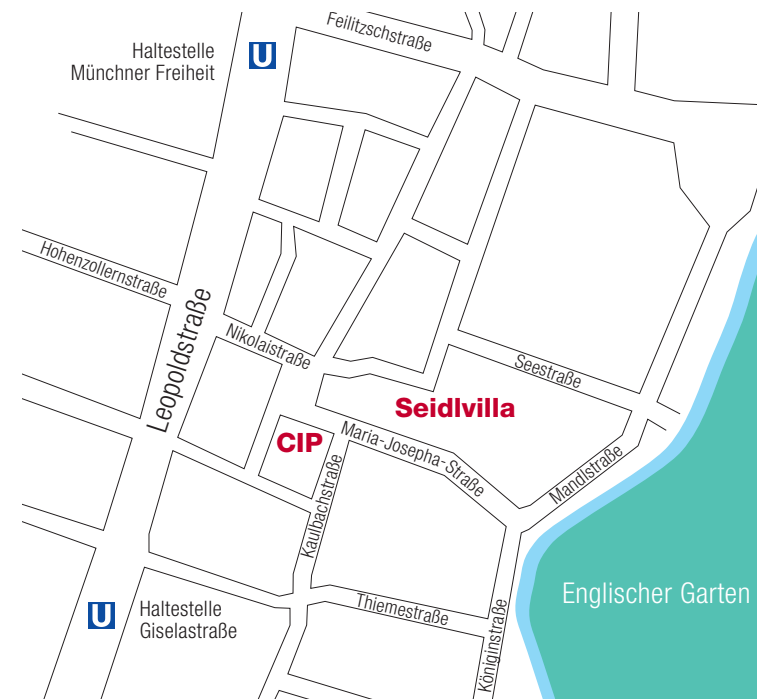 Feilitzschstraße
Haltestelle
Münchner Freiheit
U
Hohenzollernstraße
Leopoldstraße
Nikolaistraße
Seestraße
Seidlvilla
CIP
Maria-Josepha-Straße
Mandlstraße
Kaulbachstraße
Englischer Garten
Thiemestraße
U
Haltestelle
Giselastraße
Königinstraße